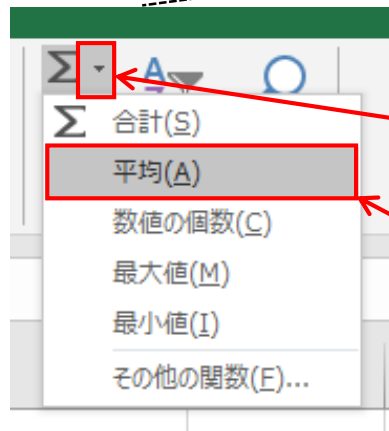 Σ
Σ 合計(S)
平均(A)
数値の個数(C)
最大値(M)
最小値(I)
その他の関数(F)...